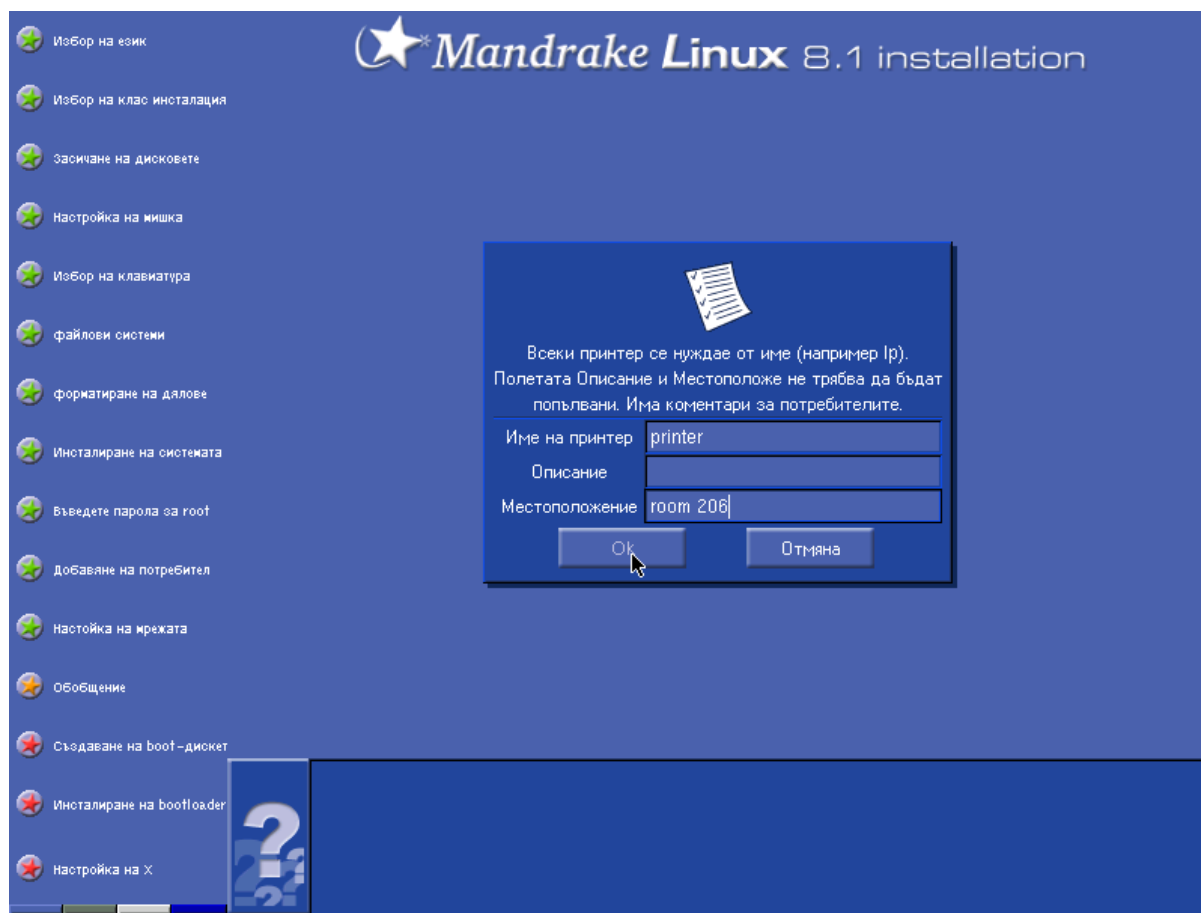 Mandrake Linux 8.1 installation
Избор на език
Избор на клас инсталация
Засичане на дисковете
Настройка на мишка
Избор на клавиатура
файлови системи
форматиране на дялове
Инсталиране на системата
Въведете парола за root
Добавяне на потребител
Настойка на мрежата
Обобщение
Създаване на boot-дискет
Инсталиране на bootloader
Настройка на X
Всеки принтер се нуждае от име (например lp).
Полетата Описание и Местоположе не трябва да бъдат
попълвани. Има коментари за потребителите.
Име на принтер printer
Описание
Местоположение room 206
Ok Отмяна